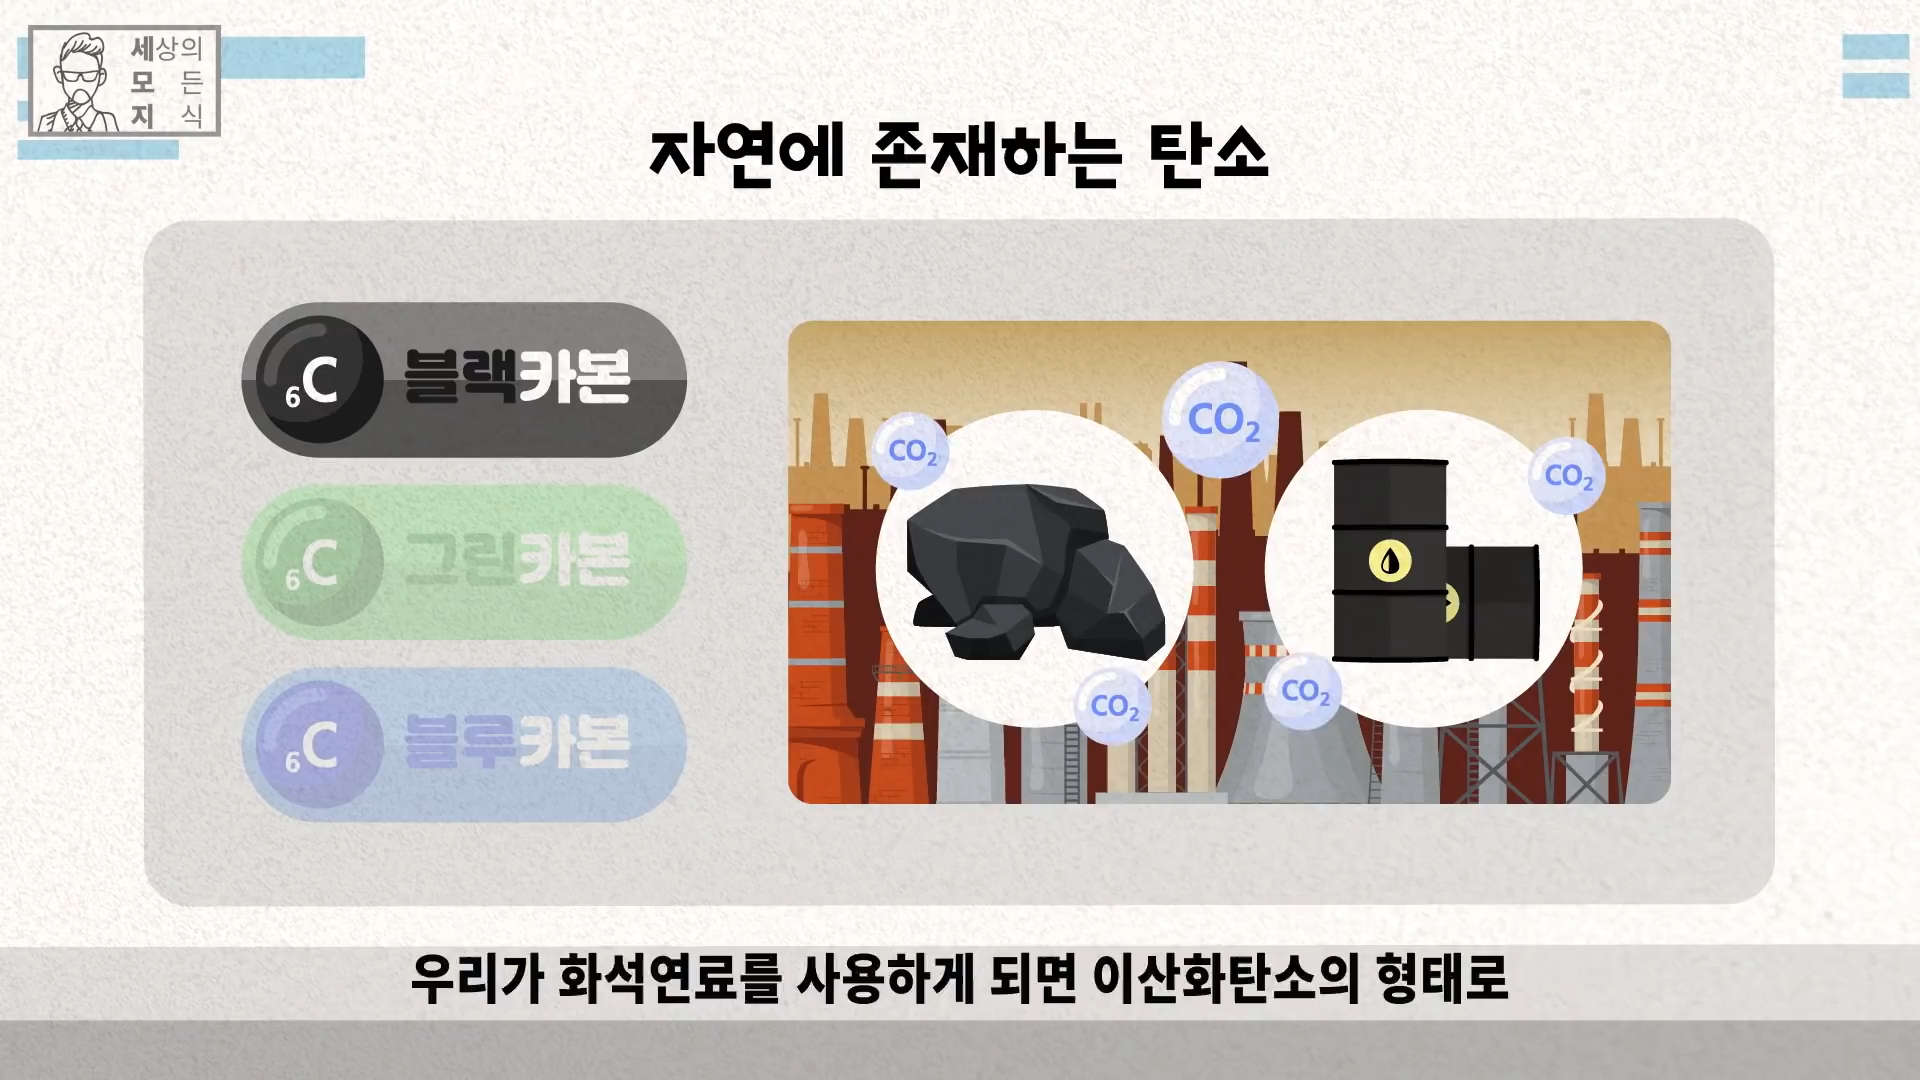 세상의
모든
지식
자연에 존재하는 탄소
6C 블랙카본
6C 그린카본
6C 블루카본
CO2
CO2
CO2
CO2
CO2
우리가 화석연료를 사용하게 되면 이산화탄소의 형태로